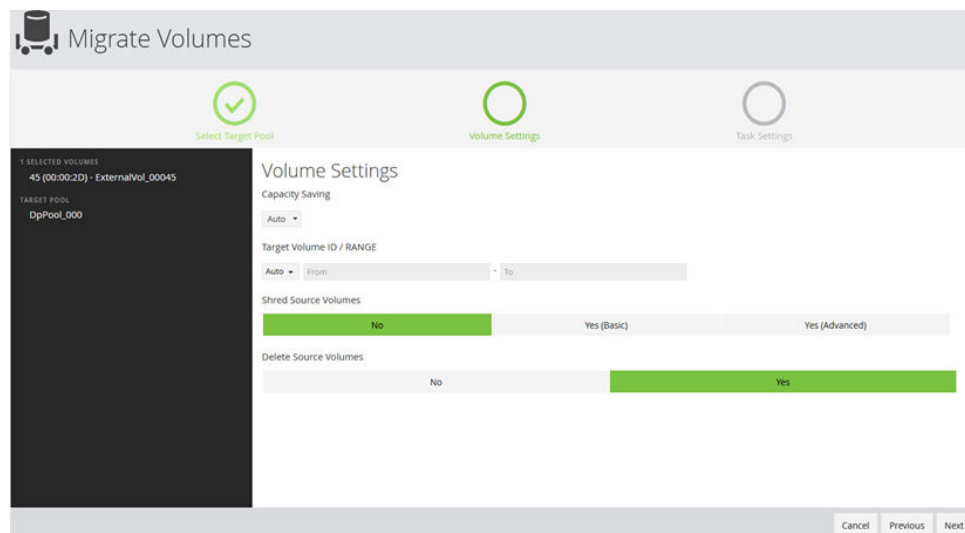 Migrate Volumes
Select Target Pool
Volume Settings
Task Settings
1 SELECTED VOLUMES
45 (00:00:2D) - ExternalVol_00045
TARGET POOL
DpPool_000
Volume Settings
Capacity Saving
Auto
Target Volume ID / RANGE
Auto From - To
Shred Source Volumes
No Yes (Basic) Yes (Advanced)
Delete Source Volumes
No Yes
Cancel Previous Next